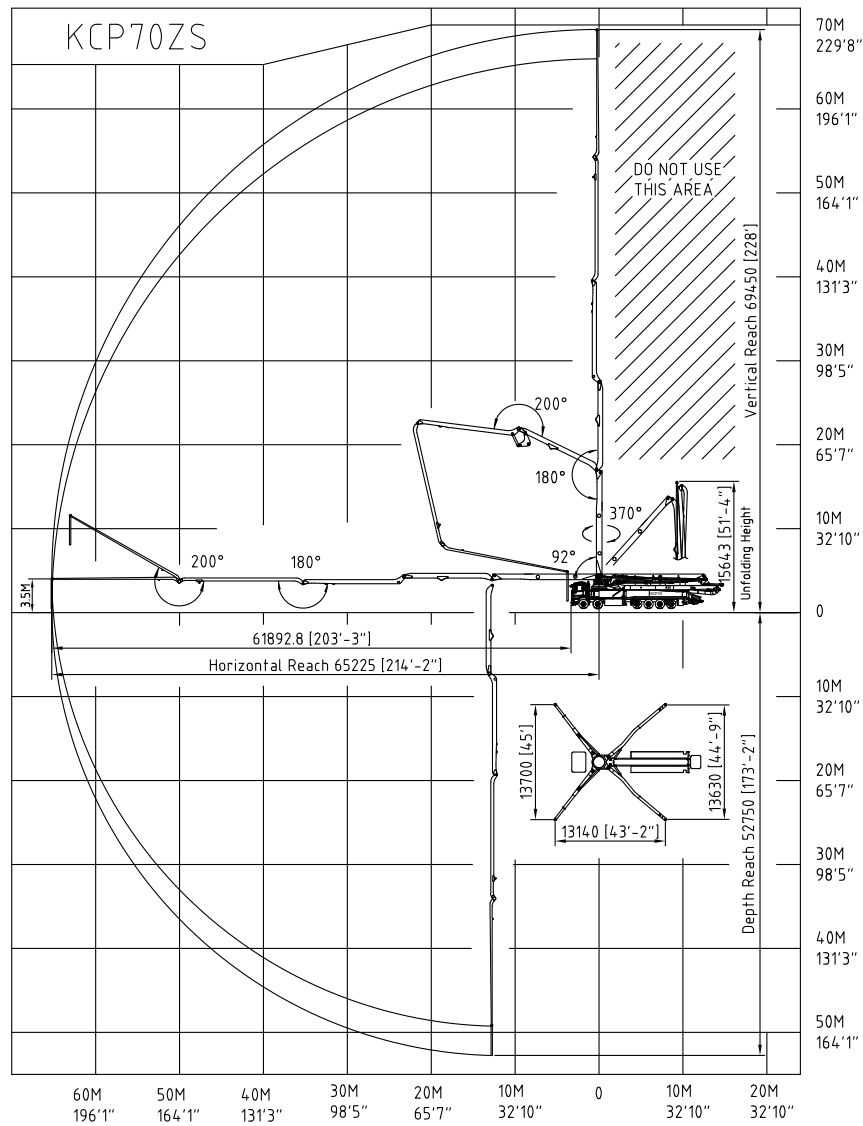 KCP70ZS
70M
229'8"
60M
196'1"
DO NOT USE
THIS AREA
50M
164'1"
40M
131'3"
Vertical Reach 69450 [228']
30M
98'5"
200°
20M
65'7"
180°
370°
15643 [51'-4"]
Unfolding Height
10M
32'10"
92°
200°
180°
3.5M
0
61892.8 [203'-3"]
Horizontal Reach 65225 [214'-2"]
10M
32'10"
13700 [45']
13630 [44'-9"]
13140 [43'-2"]
20M
65'7"
Depth Reach 52750 [173'-2"]
30M
98'5"
40M
131'3"
50M
164'1"
60M
196'1"
50M
164'1"
40M
131'3"
30M
98'5"
20M
65'7"
10M
32'10"
0
10M
32'10"
20M
32'10"